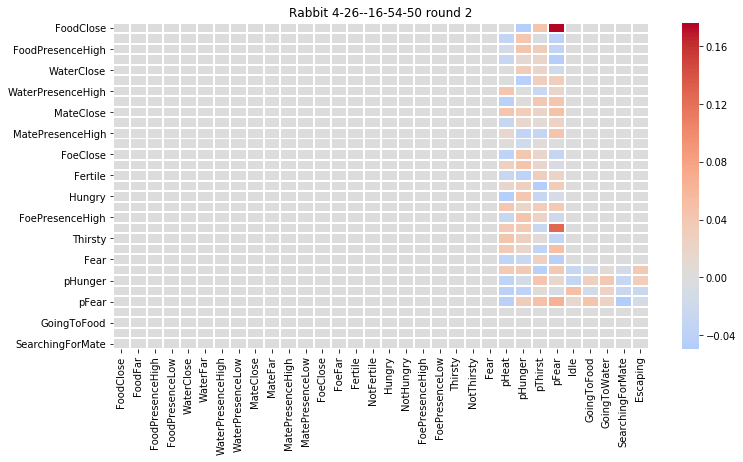 Rabbit 4-26--16-54-50 round 2
FoodClose
FoodPresenceHigh
WaterClose
WaterPresenceHigh
MateClose
MatePresenceHigh
FoeClose
Fertile
Hungry
FoePresenceHigh
Thirsty
Fear
pHunger
pFear
GoingToFood
SearchingForMate
FoodClose
FoodFar
FoodPresenceHigh
FoodPresenceLow
WaterClose
WaterFar
WaterPresenceHigh
WaterPresenceLow
MateClose
MateFar
MatePresenceHigh
MatePresenceLow
FoeClose
FoeFar
Fertile
NotFertile
Hungry
NotHungry
FoePresenceHigh
FoePresenceLow
Thirsty
NotThirsty
Fear
pHeat
pHunger
pThirst
pFear
Idle
GoingToFood
GoingToWater
SearchingForMate
Escaping
0.16
0.12
0.08
0.04
0.00
−0.04